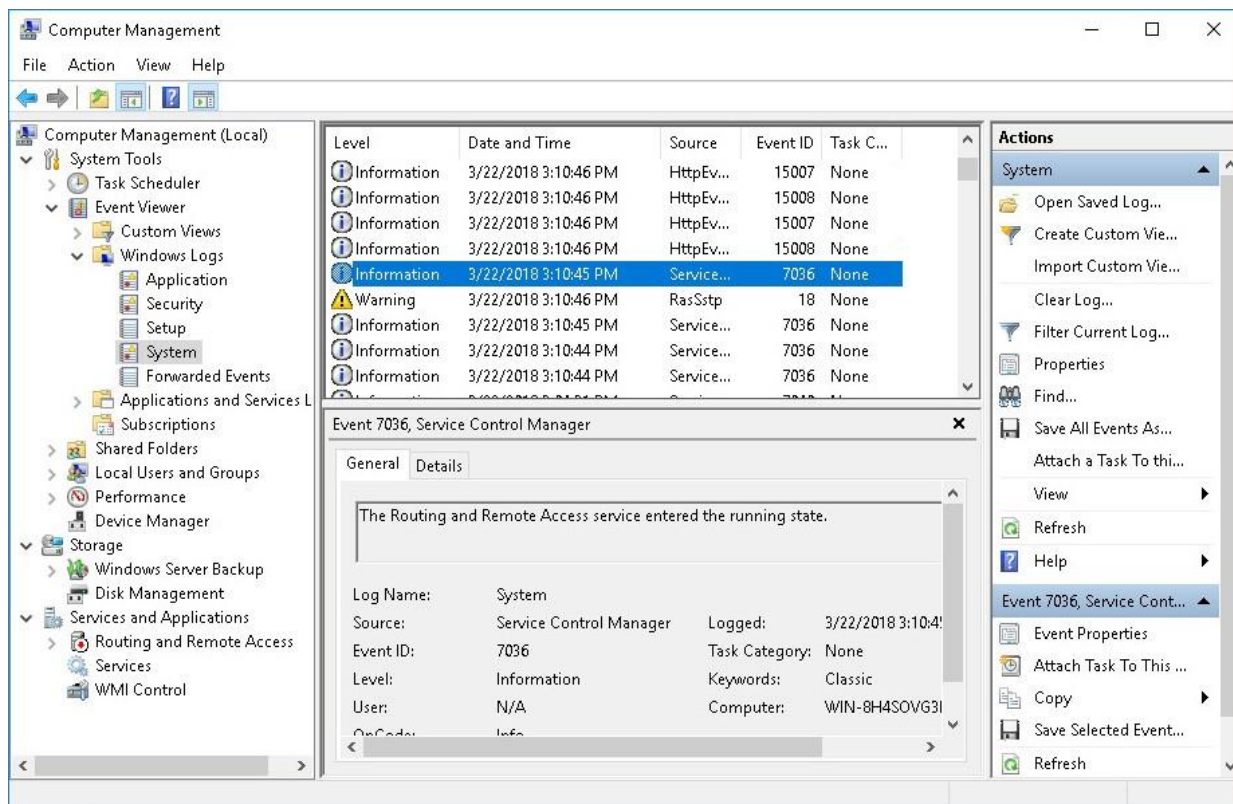 Computer Management
File Action View Help
Computer Management (Local)
System Tools
Task Scheduler
Event Viewer
Custom Views
Windows Logs
Application
Security
Setup
System
Forwarded Events
Applications and Services L
Subscriptions
Shared Folders
Local Users and Groups
Performance
Device Manager
Storage
Windows Server Backup
Disk Management
Services and Applications
Routing and Remote Access
Services
WMI Control
Level Date and Time Source Event ID Task C...
Information 3/22/2018 3:10:46 PM HttpEv... 15007 None
Information 3/22/2018 3:10:46 PM HttpEv... 15008 None
Information 3/22/2018 3:10:46 PM HttpEv... 15007 None
Information 3/22/2018 3:10:46 PM HttpEv... 15008 None
Information 3/22/2018 3:10:45 PM Service... 7036 None
Warning 3/22/2018 3:10:46 PM RasSstp 18 None
Information 3/22/2018 3:10:45 PM Service... 7036 None
Information 3/22/2018 3:10:44 PM Service... 7036 None
Information 3/22/2018 3:10:44 PM Service... 7036 None
Event 7036, Service Control Manager
General Details
The Routing and Remote Access service entered the running state.
Log Name: System
Source: Service Control Manager Logged: 3/22/2018 3:10:4
Event ID: 7036 Task Category: None
Level: Information Keywords: Classic
User: N/A Computer: WIN-8H4SOVG3
OpCode: Info
Actions
System
Open Saved Log...
Create Custom Vie...
Import Custom Vie...
Clear Log...
Filter Current Log...
Properties
Find...
Save All Events As...
Attach a Task To thi...
View
Refresh
Help
Event 7036, Service Cont...
Event Properties
Attach Task To This ...
Copy
Save Selected Event...
Refresh